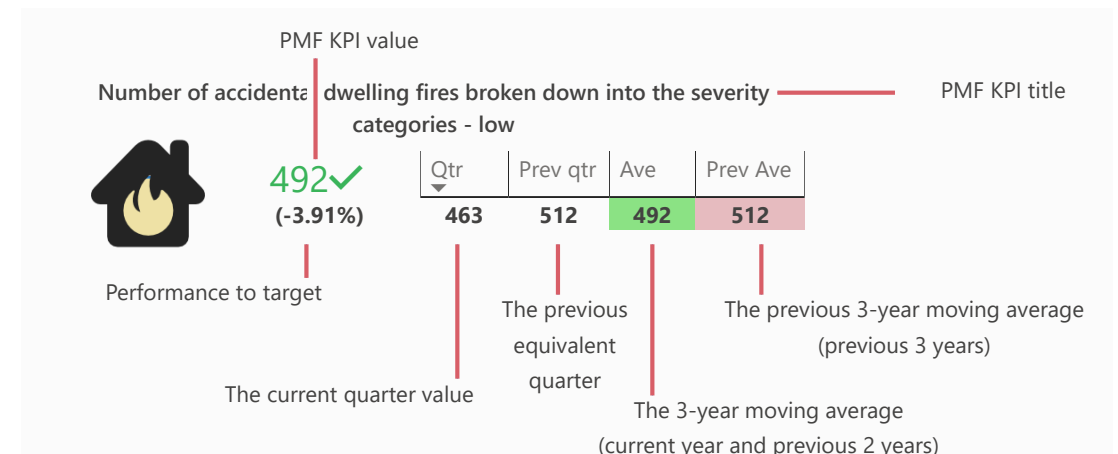 PMF KPI value
Number of accidenta dwelling fires broken down into the severity
categories - low
PMF KPI title
492
(-3.91%)
Qtr Prev qtr Ave Prev Ave
463 512 492 512
Performance to target
The previous
equivalent
quarter
The previous 3-year moving average
(previous 3 years)
The current quarter value
The 3-year moving average
(current year and previous 2 years)